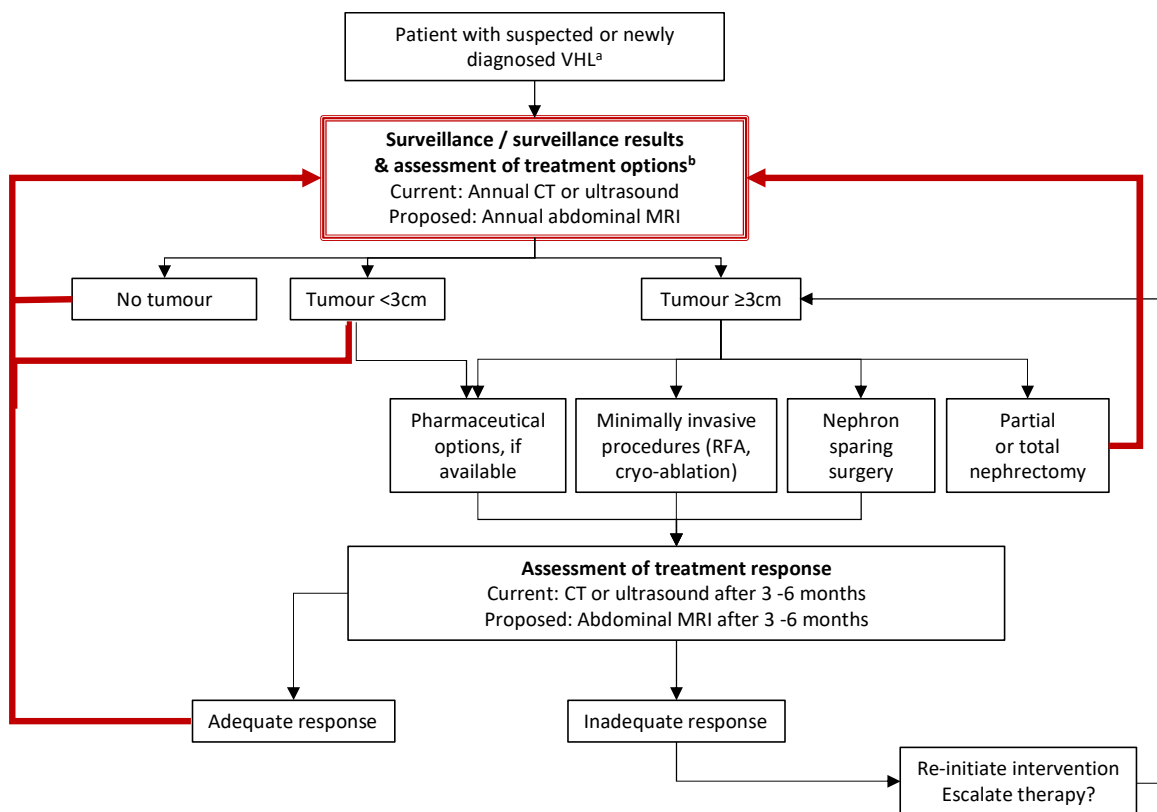 Patient with suspected or newly
diagnosed VHLᵃ
Surveillance / surveillance results
& assessment of treatment optionsᵇ
Current: Annual CT or ultrasound
Proposed: Annual abdominal MRI
No tumour
Tumour <3cm
Tumour ≥3cm
Pharmaceutical
options, if
available
Minimally invasive
procedures (RFA,
cryo-ablation)
Nephron
sparing
surgery
Partial
or total
nephrectomy
Assessment of treatment response
Current: CT or ultrasound after 3 -6 months
Proposed: Abdominal MRI after 3 -6 months
Adequate response
Inadequate response
Re-initiate intervention
Escalate therapy?